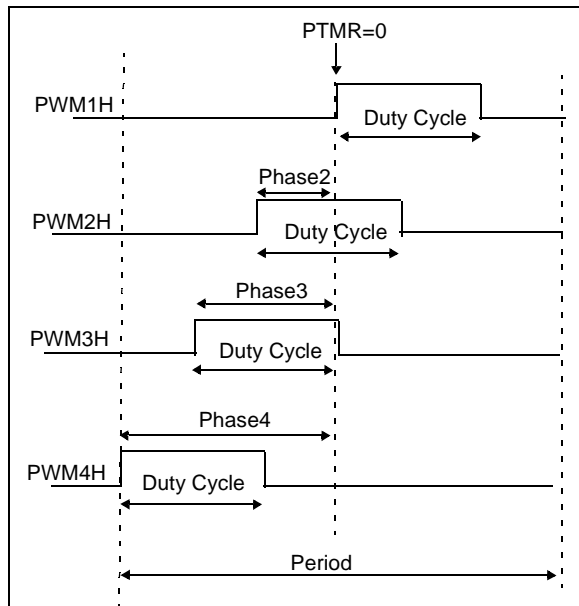 PTMR=0
PWM1H
Duty Cycle
Phase2
PWM2H
Duty Cycle
Phase3
PWM3H
Duty Cycle
Phase4
PWM4H
Duty Cycle
Period